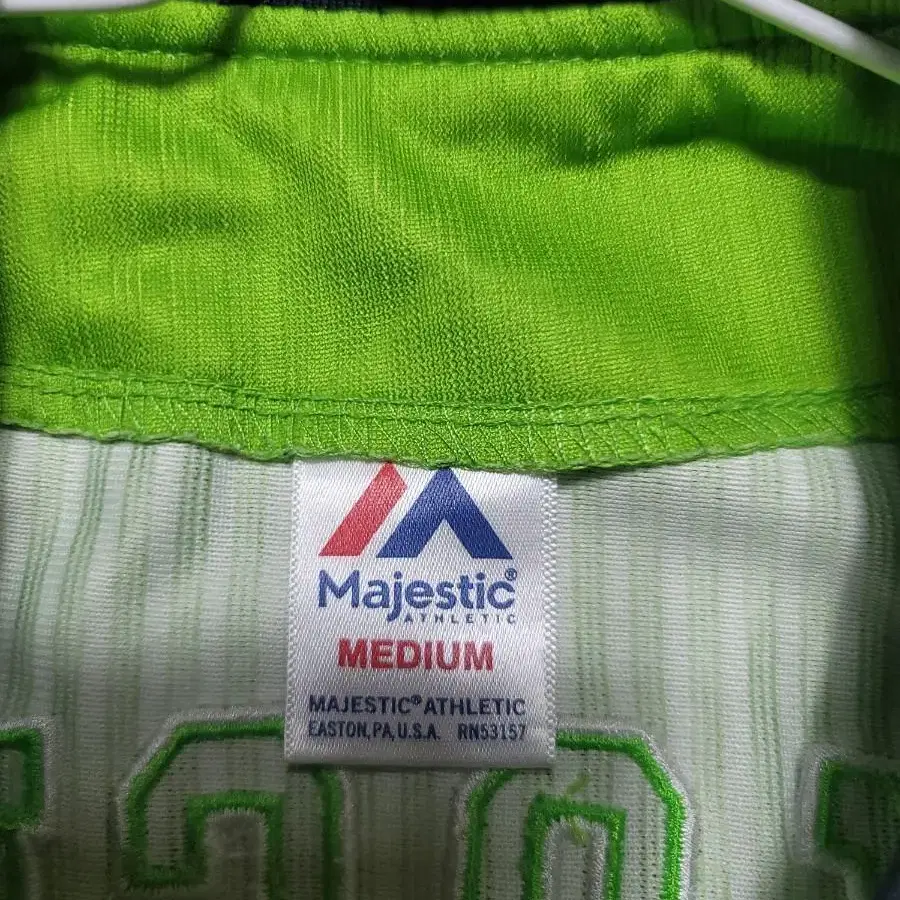 Majestic®
ATHLETIC
MEDIUM
MAJESTIC® ATHLETIC
EASTON, PA, U.S.A. RN53157